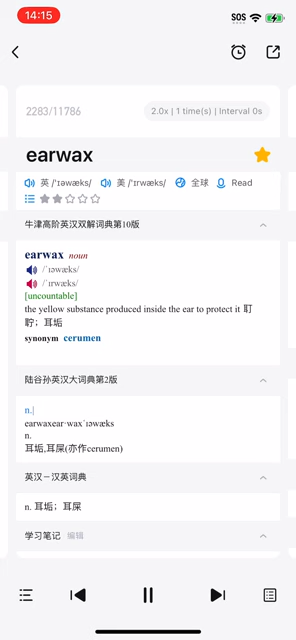 14:15
SOS
2283/11786
2.0x | 1 time(s) | Interval 0s
earwax
英 /'ɪəwæks/ 美 /'ɪrwæks/ 全球 Read
牛津高阶英汉双解词典第10版
earwax noun
/ˈɪəwæks/
/ˈɪrwæks/
[uncountable]
the yellow substance produced inside the ear to protect it 耵
聍；耳垢
synonym cerumen
陆谷孙英汉大词典第2版
n.|
earwaxear·waxˈɪəwæks
n.
耳垢,耳屎(亦作cerumen)
英汉－汉英词典
n. 耳垢；耳屎
学习笔记 编辑